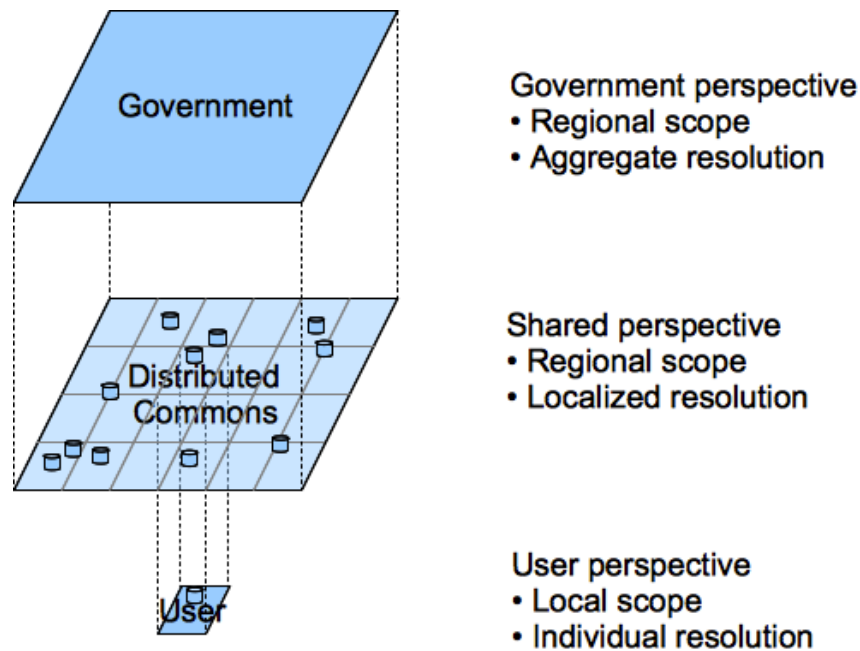 Government
Government perspective
• Regional scope
• Aggregate resolution
Distributed
Commons
Shared perspective
• Regional scope
• Localized resolution
User
User perspective
• Local scope
• Individual resolution